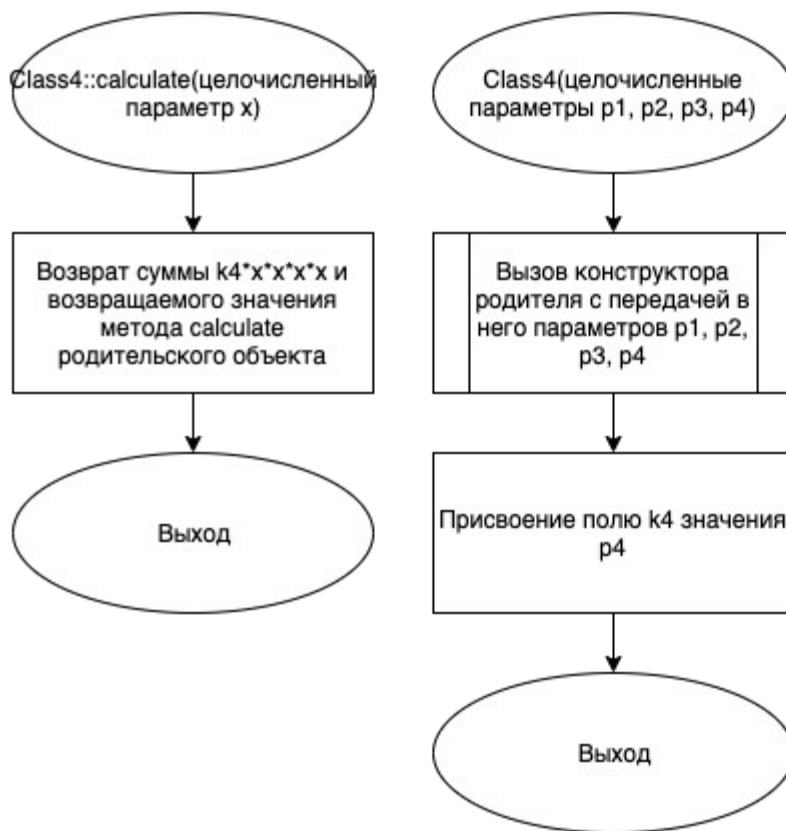 Class4::calculate(целочисленный
параметр x)
Возврат суммы k4*x*x*x*x и
возвращаемого значения
метода calculate
родительского объекта
Выход
Class4(целочисленные
параметры p1, p2, p3, p4)
Вызов конструктора
родителя с передачей в
него параметров p1, p2,
p3, p4
Присвоение полю k4 значения
p4
Выход